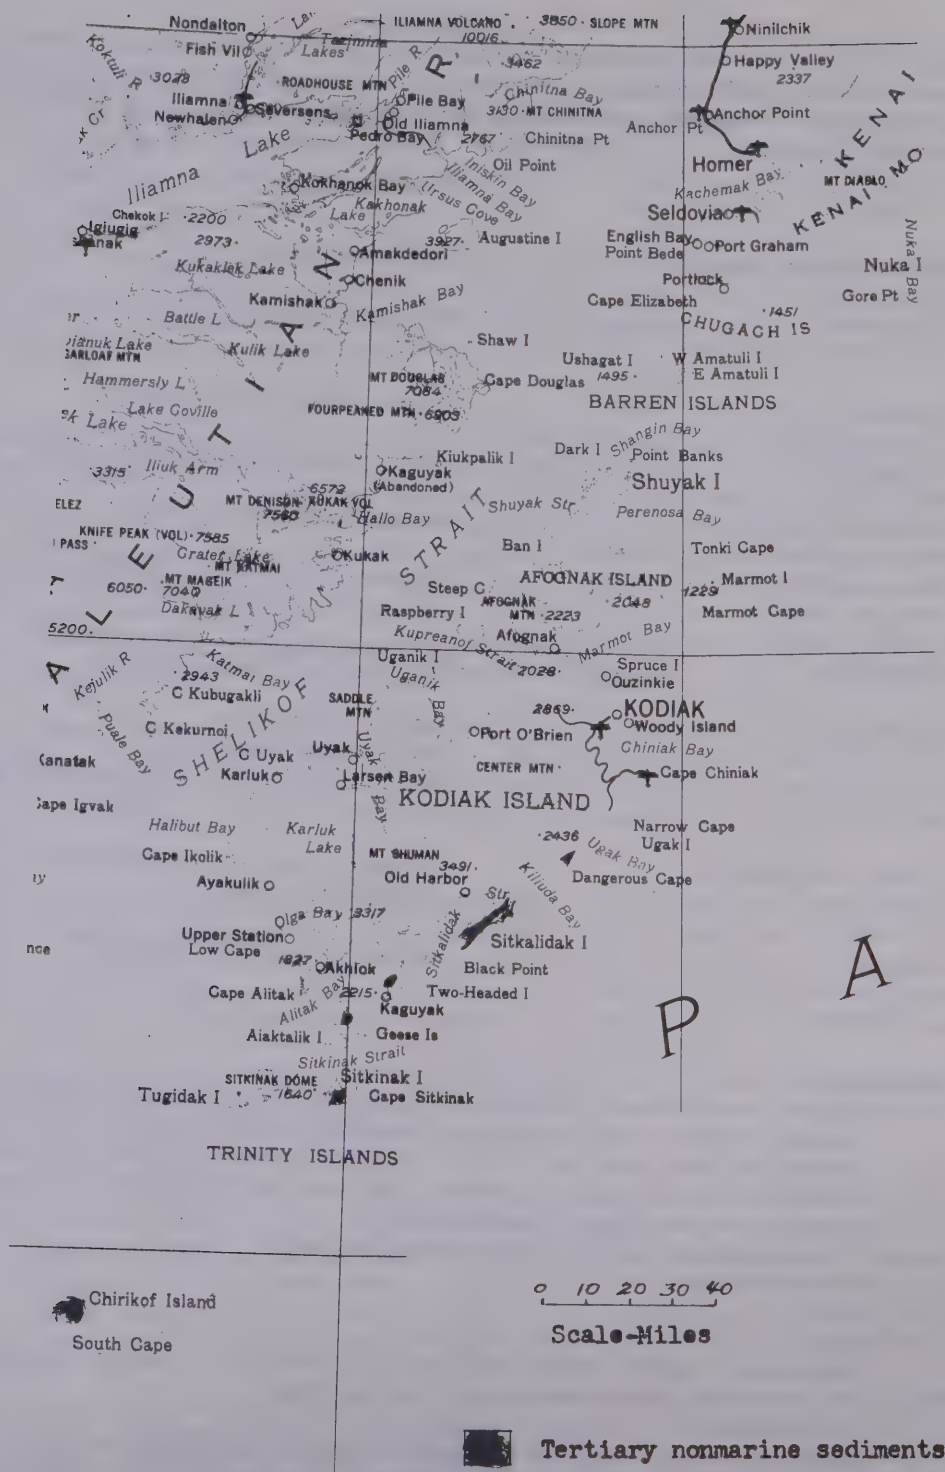 Nondalton
ILIAMNA VOLCANO
10016
3850 · SLOPE MTN
Ninilchik
Fish Vil
Tazimina
Lakes
Koktuli R
· 3028
ROADHOUSE MTN
Pile R
R.
3462
Happy Valley
2337
Iliamna
Seversens
Pile Bay
Chinitna Bay
3130 · MT CHINITNA
Newhalen
Old Iliamna
Anchor Point
Anchor Pt
Pedro Bay
2767
Chinitna Pt
KENAI
Lake
Iliamna
Oil Point
Iniskin Bay
Iliamna Bay
Homer
Kachemak Bay
MT DIABLO
Kokhanok Bay
Ursus Cove
Kakhonak
Lake
Seldovia
KENAI MO
Chekok L
· 2200
Igiugig
2973 ·
3927 ·
Augustine I
English Bay
Port Graham
Point Bede
Amakdedori
Nuka Bay
Nuka I
Kukaklek Lake
N
Chenik
Portlock
Gore Pt
Kamishak
Kamishak Bay
Cape Elizabeth
· 1451
CHUGACH IS
Battle L
A
Shaw I
Kulik Lake
Ushagat I
W Amatuli I
MT DOUGLAS
7064
Cape Douglas
1495 ·
E Amatuli I
Hammersly L
I
Lake Coville
FOURPEAKED MTN · 6903
BARREN ISLANDS
T
Dark I
Shangin Bay
Kiukpalik I
Point Banks
· 3315
Iliuk Arm
Kaguyak
(Abandoned)
Shuyak I
6572
MT DENISON
KUKAK VOL
7560
U
Shuyak Str
Perenosa Bay
Hallo Bay
STRAIT
KNIFE PEAK (VOL) · 7585
PASS
E
Ban I
Tonki Cape
Kukak
MT KATMAI
MT MAGEIK
7040
6050 ·
L
Steep C
AFOGNAK ISLAND
Marmot I
1229
AFOGNAK
MTN · 2223
· 2048
Dakavak L
Raspberry I
Marmot Cape
5200 .
Afognak
Kupreanof Strait
Marmot Bay
A
Uganik I
2028 ·
Spruce I
Katmai Bay
Kejulik R
· 2943
Uganik
Bay
Ouzinkie
C Kubugakli
SADDLE
MTN
2869 ·
KODIAK
Puale Bay
C Kekurnoi
SHELIKOF
Port O'Brien
Woody Island
C Uyak
Uyak
Uyak
Bay
Chiniak Bay
Karluk
Larsen Bay
CENTER MTN ·
Cape Chiniak
KODIAK ISLAND
Halibut Bay
Karluk
Lake
Narrow Cape
Ugak I
· 2436
Ugak Bay
Cape Ikolik
MT SHUMAN
3491 ·
Old Harbor
Kiliuda Bay
Dangerous Cape
Ayakulik
Str
Sitkalidak
Olga Bay
3317
Upper Station
Low Cape
Sitkalidak I
1827
Akhiok
Black Point
A
Cape Alitak
Alitak Bay
2215 ·
Two-Headed I
Kaguyak
P
Aiaktalik I
Geese Is
Sitkinak Strait
SITKINAK DOME
1640 ·
Sitkinak I
Tugidak I
Cape Sitkinak
TRINITY ISLANDS
Chirikof Island
South Cape
0 10 20 30 40
Scale-Miles
Tertiary nonmarine sediments